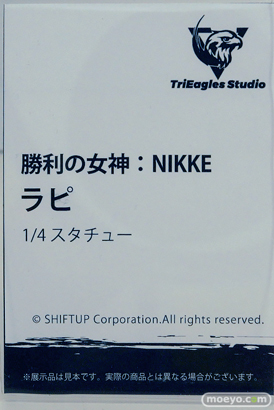 TriEagles Studio
勝利の女神：NIKKE
ラピ
1/4 スタチュー
© SHIFTUP Corporation.All rights reserved.
※展示品は見本です。実際の商品とは異なる場合がございます。
moeyo.com